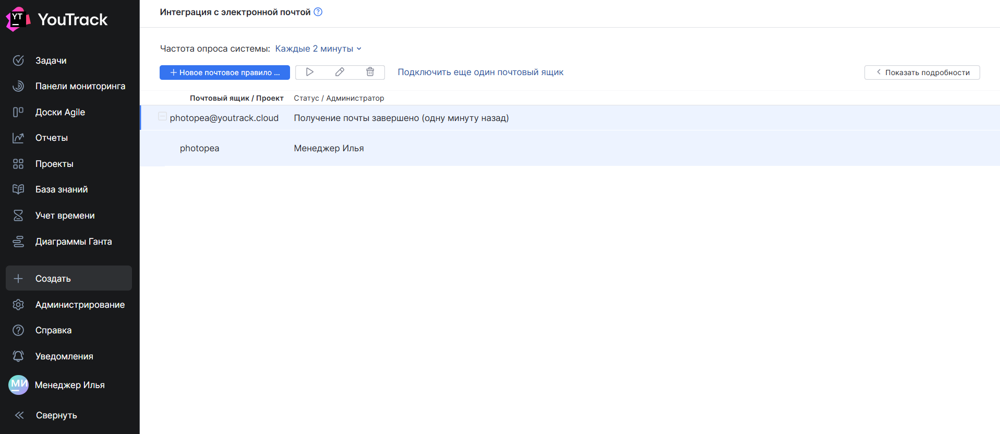 YT YouTrack
Задачи
Панели мониторинга
Доски Agile
Отчеты
Проекты
База знаний
Учет времени
Диаграммы Ганта
Создать
Администрирование
Справка
Уведомления
МИ Менеджер Илья
Свернуть
Интеграция с электронной почтой
Частота опроса системы: Каждые 2 минуты
Новое почтовое правило ... Подключить еще один почтовый ящик Показать подробности
Почтовый ящик / Проект Статус / Администратор
photopea@youtrack.cloud Получение почты завершено (одну минуту назад)
photopea Менеджер Илья